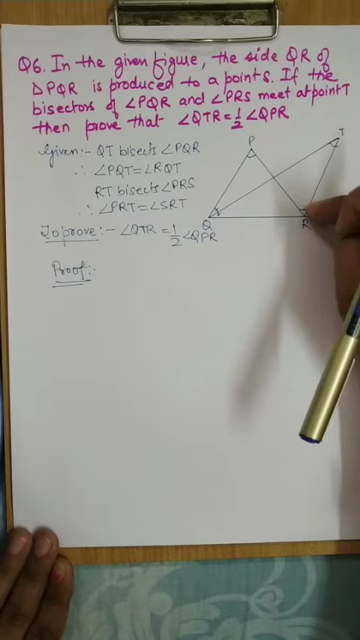 Q6. In the given figure, the side QR of
△PQR is produced to a points. If the
bisectors of ∠PQR and ∠PRS meet at point T
then prove that ∠QTR = 1/2 ∠QPR
Given:- QT bisects ∠PQR
∴ ∠PQT = ∠RQT
RT bisects ∠PRS
∴ ∠PRT = ∠SRT
To prove:- ∠QTR = 1/2 ∠QPR
Proof:-
P
T
Q
R